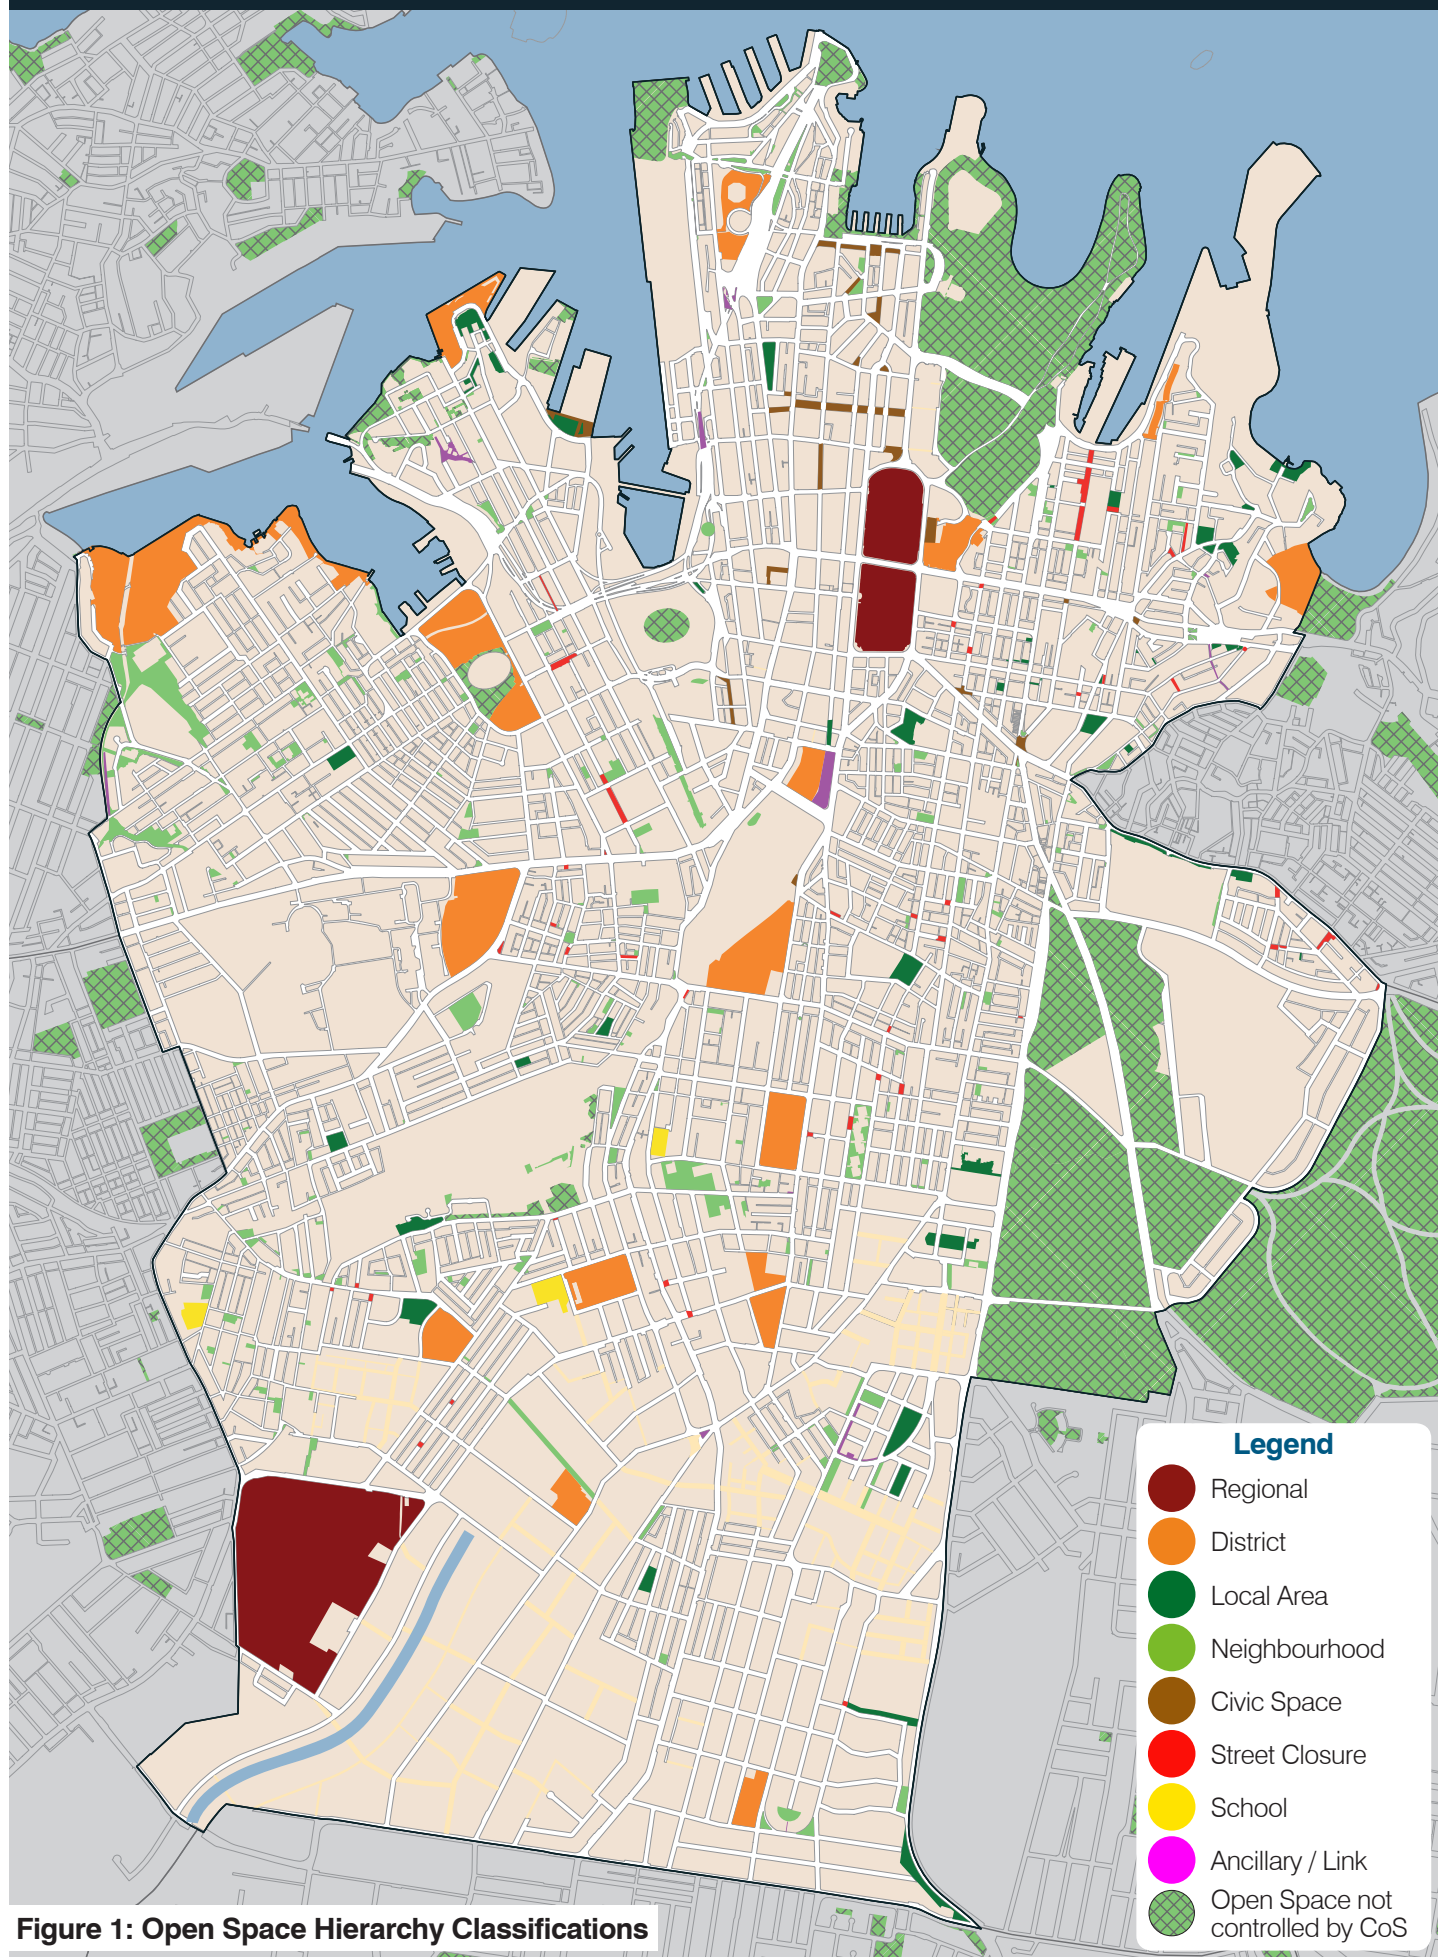 Legend
Regional
District
Local Area
Neighbourhood
Civic Space
Street Closure
School
Ancillary / Link
Open Space not
controlled by CoS
Figure 1: Open Space Hierarchy Classifications